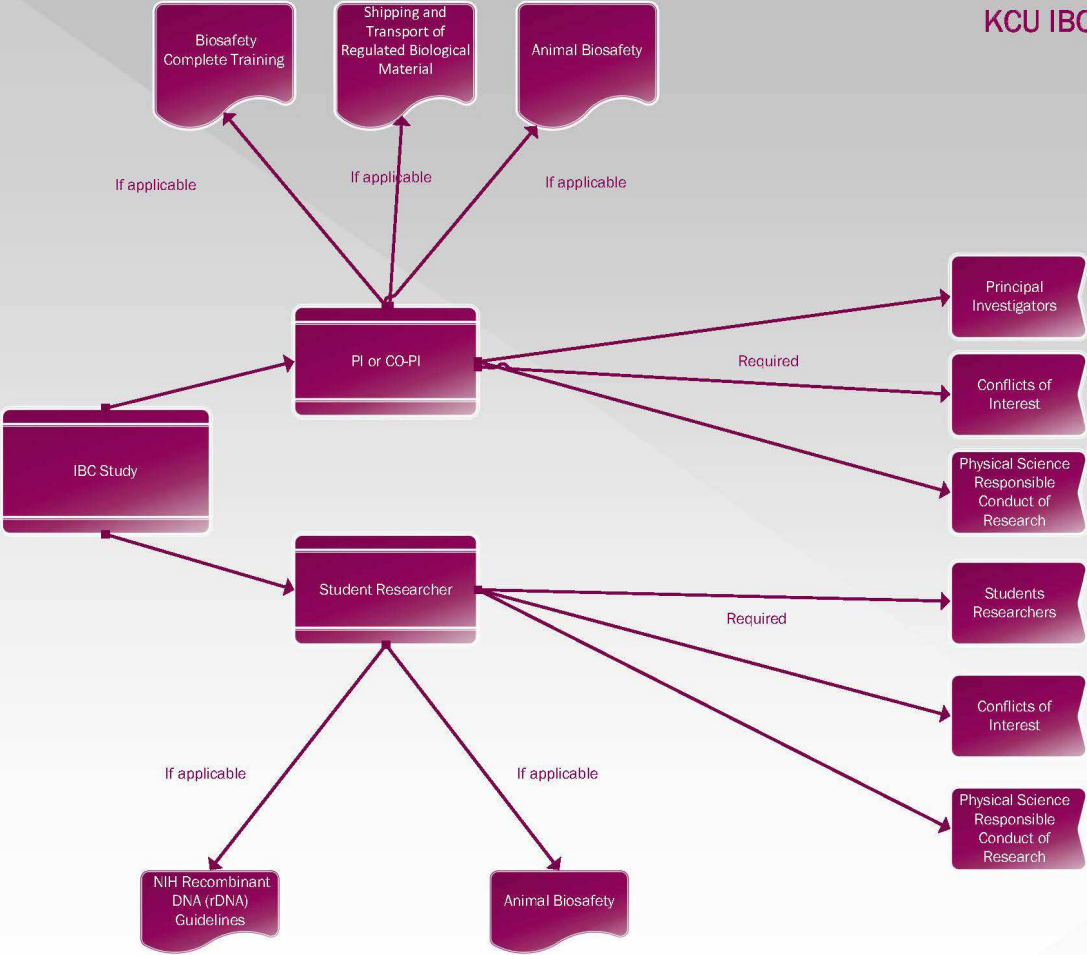 KCU IBC
Biosafety
Complete Training
Shipping and
Transport of
Regulated Biological
Material
Animal Biosafety
If applicable
If applicable
If applicable
Principal
Investigators
PI or CO-PI
Required
Conflicts of
Interest
IBC Study
Physical Science
Responsible
Conduct of
Research
Student Researcher
Students
Researchers
Required
Conflicts of
Interest
If applicable
If applicable
Physical Science
Responsible
Conduct of
Research
NIH Recombinant
DNA (rDNA)
Guidelines
Animal Biosafety